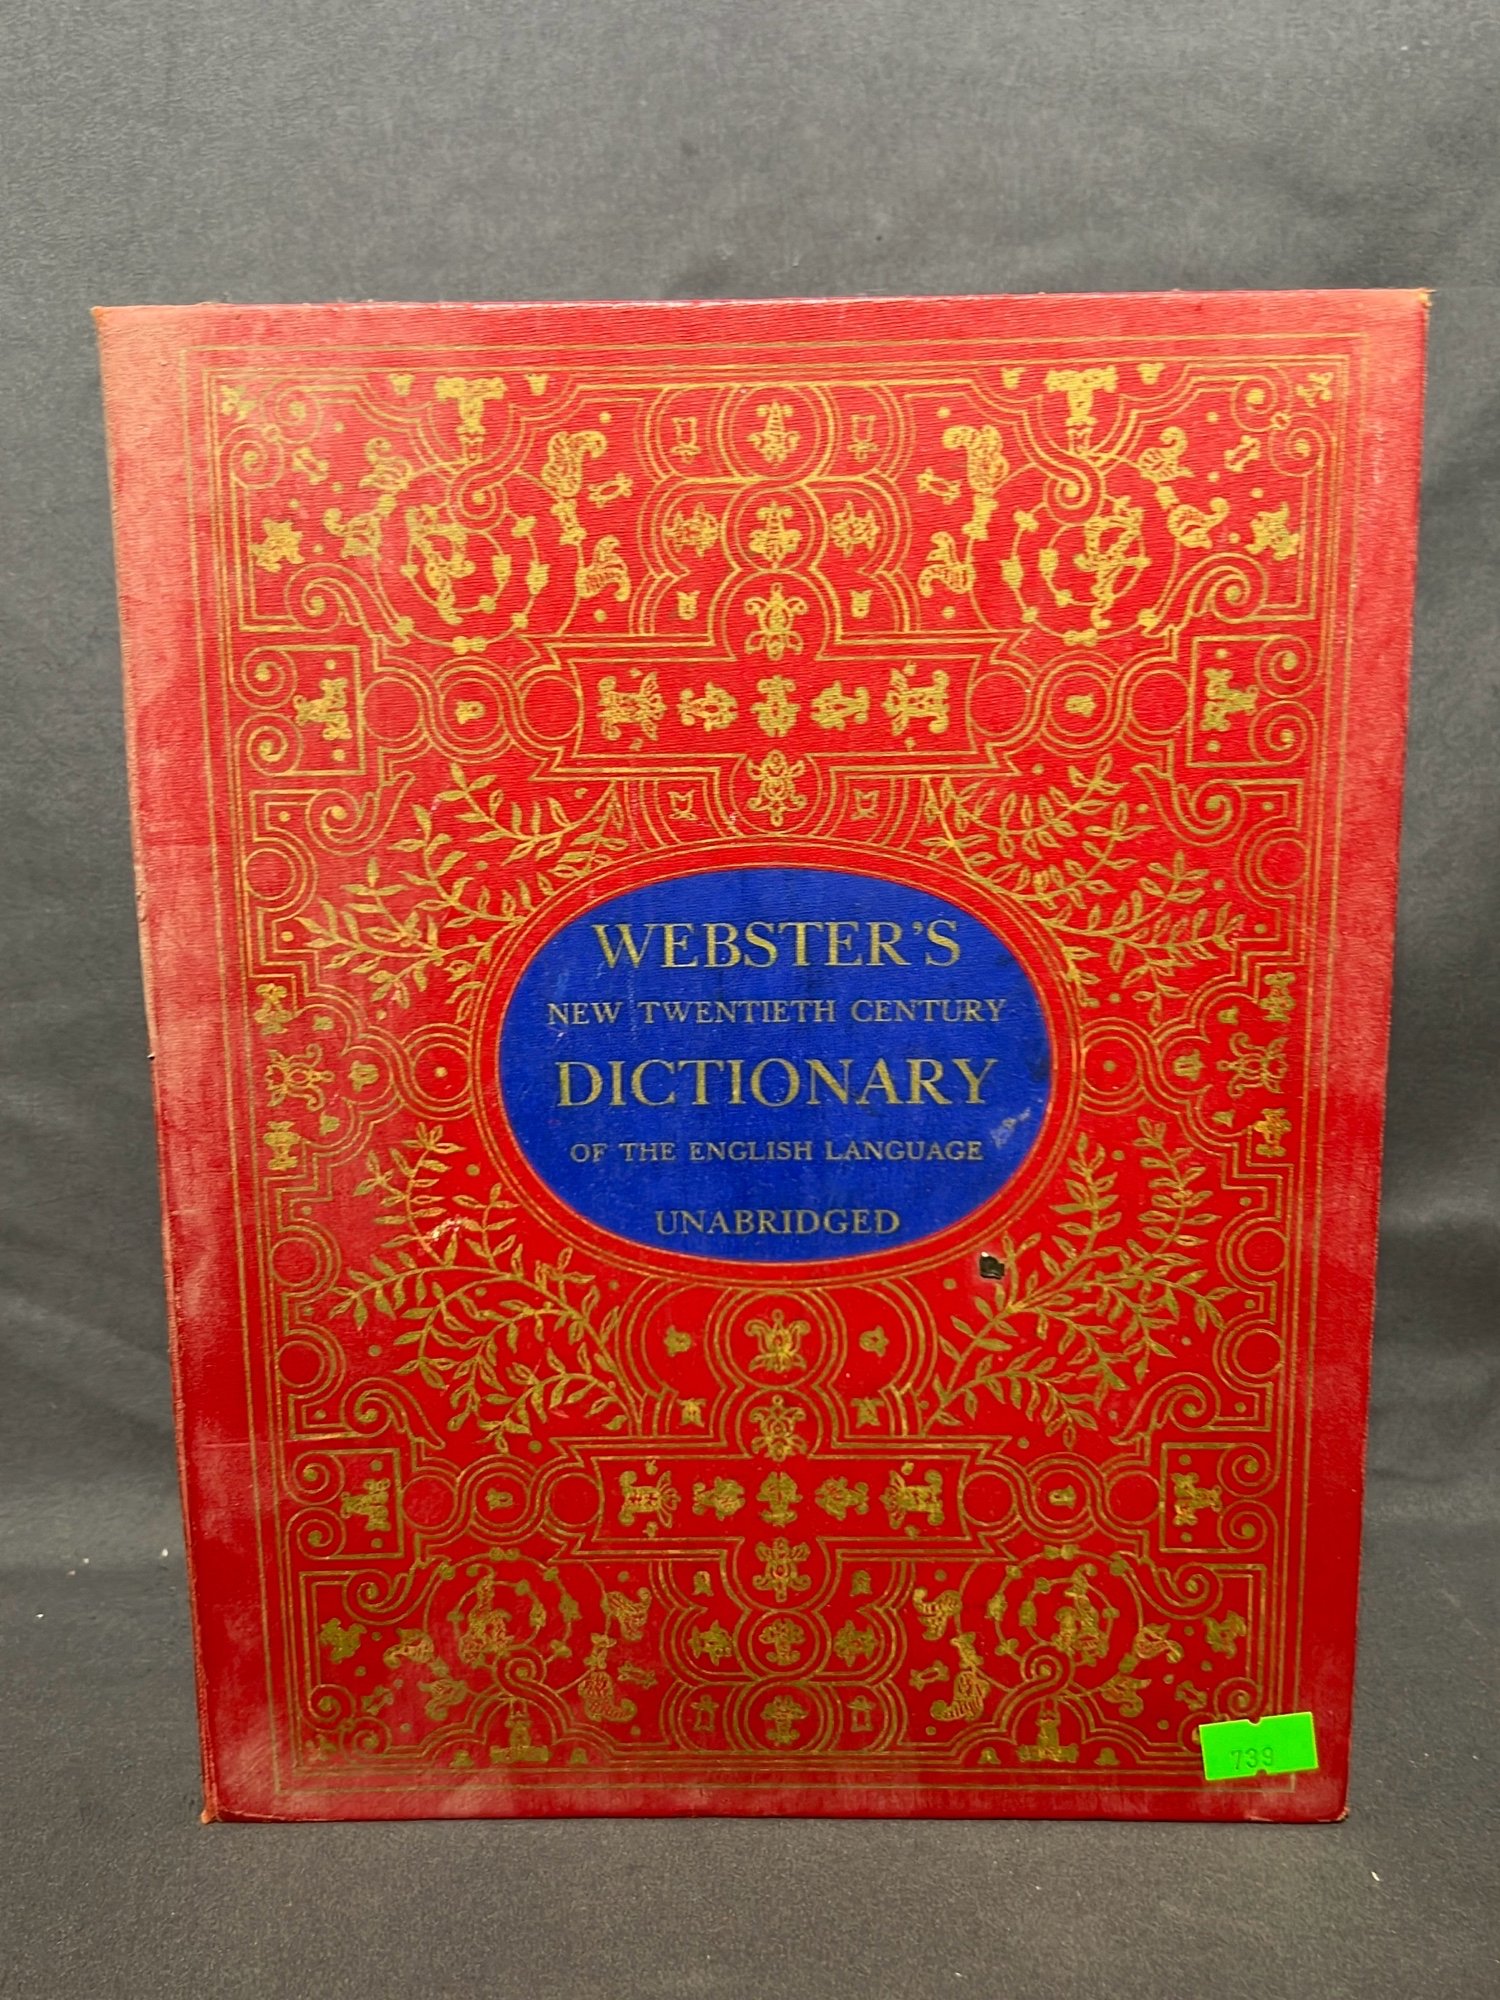 WEBSTER'S
NEW TWENTIETH CENTURY
DICTIONARY
OF THE ENGLISH LANGUAGE
UNABRIDGED
739